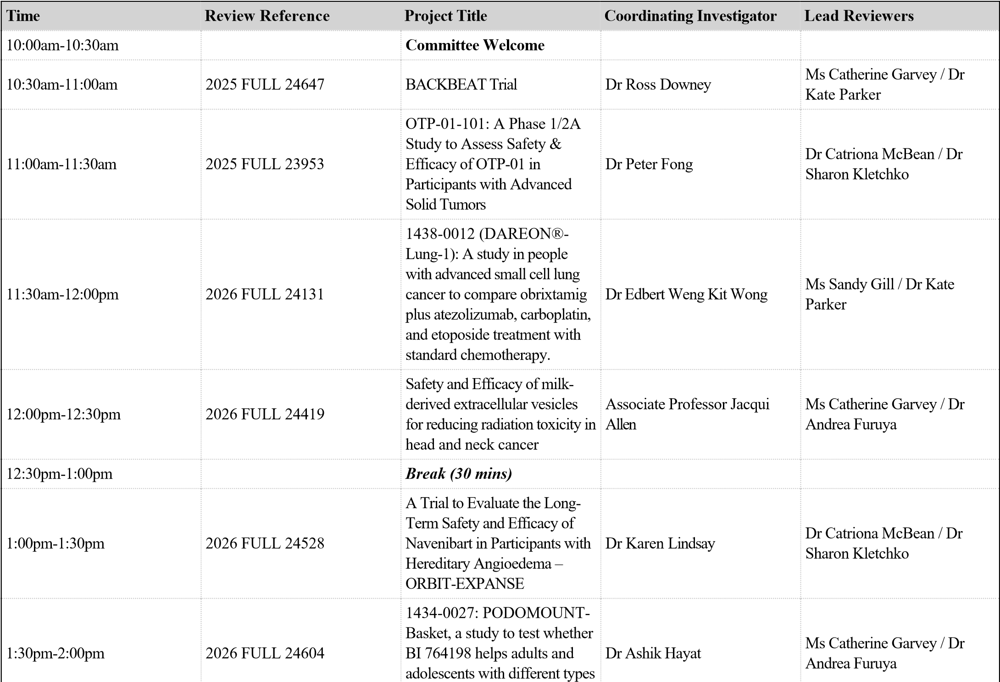 Time Review Reference Project Title Coordinating Investigator Lead Reviewers
10:00am-10:30am Committee Welcome
10:30am-11:00am 2025 FULL 24647 BACKBEAT Trial Dr Ross Downey Ms Catherine Garvey / Dr
Kate Parker
11:00am-11:30am 2025 FULL 23953 OTP-01-101: A Phase 1/2A
Study to Assess Safety &
Efficacy of OTP-01 in
Participants with Advanced
Solid Tumors
Dr Peter Fong Dr Catriona McBean / Dr
Sharon Kletchko
11:30am-12:00pm 2026 FULL 24131 1438-0012 (DAREON®-
Lung-1): A study in people
with advanced small cell lung
cancer to compare obrixtamig
plus atezolizumab, carboplatin,
and etoposide treatment with
standard chemotherapy.
Dr Edbert Weng Kit Wong Ms Sandy Gill / Dr Kate
Parker
12:00pm-12:30pm 2026 FULL 24419 Safety and Efficacy of milk-
derived extracellular vesicles
for reducing radiation toxicity in
head and neck cancer
Associate Professor Jacqui
Allen
Ms Catherine Garvey / Dr
Andrea Furuya
12:30pm-1:00pm Break (30 mins)
1:00pm-1:30pm 2026 FULL 24528 A Trial to Evaluate the Long-
Term Safety and Efficacy of
Navenibart in Participants with
Hereditary Angioedema –
ORBIT-EXPANSE
Dr Karen Lindsay Dr Catriona McBean / Dr
Sharon Kletchko
1:30pm-2:00pm 2026 FULL 24604 1434-0027: PODOMOUNT-
Basket, a study to test whether
BI 764198 helps adults and
adolescents with different types
Dr Ashik Hayat Ms Catherine Garvey / Dr
Andrea Furuya